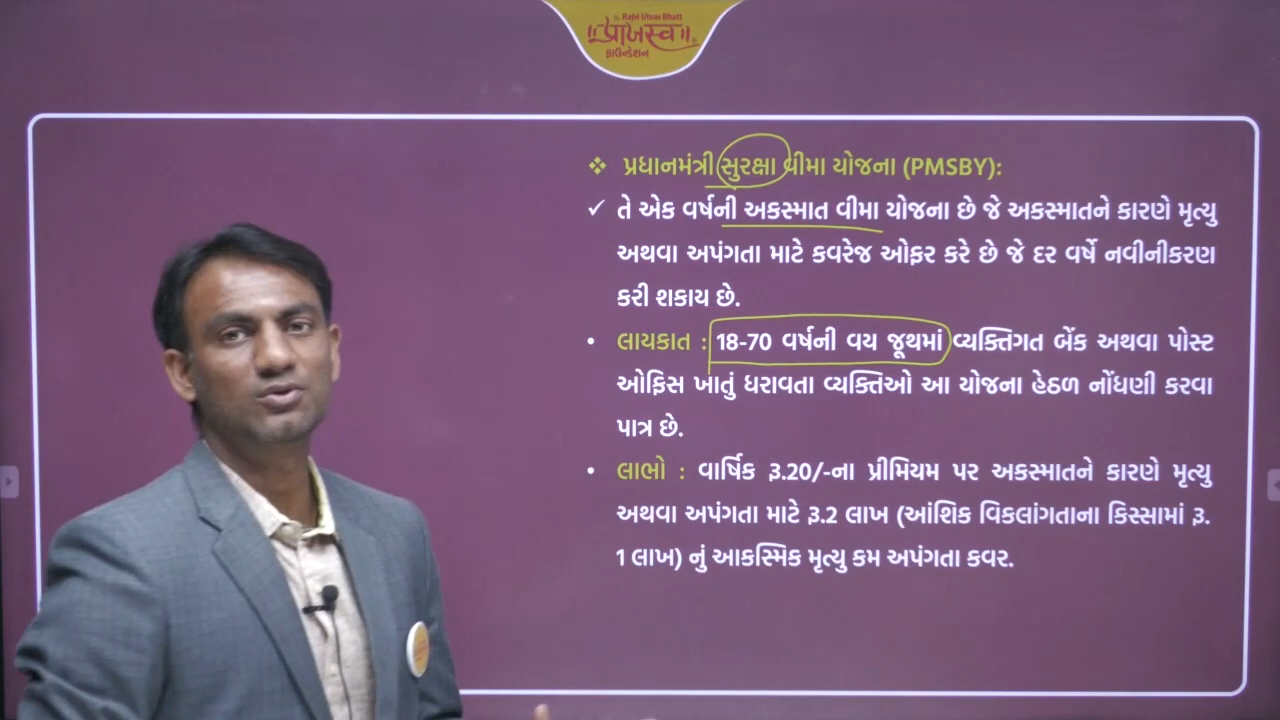 Rajni Utsav Bhatt
ફાઉન્ડેશન
❖ પ્રધાનમંત્રી સુરક્ષા વીમા યોજના (PMSBY):
✓ તે એક વર્ષની અકસ્માત વીમા યોજના છે જે અકસ્માતને કારણે મૃત્યુ
અથવા અપંગતા માટે કવરેજ ઓફર કરે છે જે દર વર્ષે નવીનીકરણ
કરી શકાય છે.
• લાયકાત : 18-70 વર્ષની વય જૂથમાં વ્યક્તિગત બેંક અથવા પોસ્ટ
ઓફિસ ખાતું ધરાવતા વ્યક્તિઓ આ યોજના હેઠળ નોંધણી કરવા
પાત્ર છે.
• લાભો : વાર્ષિક રૂ.20/-ના પ્રીમિયમ પર અકસ્માતને કારણે મૃત્યુ
અથવા અપંગતા માટે રૂ.2 લાખ (આંશિક વિકલાંગતાના કિસ્સામાં રૂ.
1 લાખ) નું આકસ્મિક મૃત્યુ કમ અપંગતા કવર.